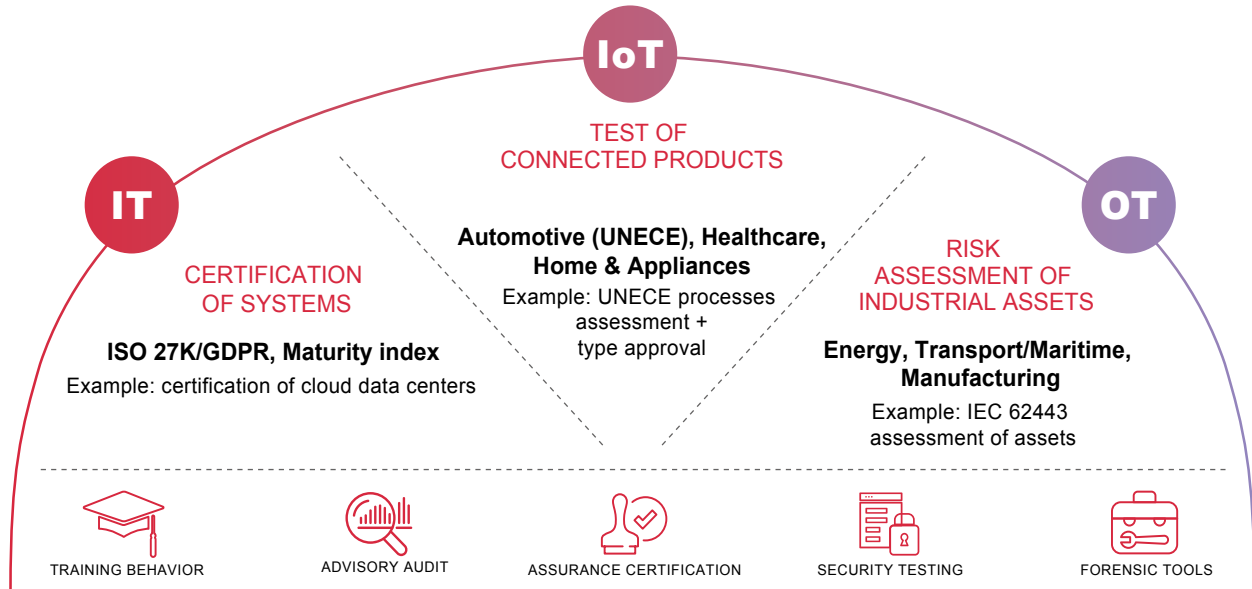 IoT
TEST OF
CONNECTED PRODUCTS
Automotive (UNECE), Healthcare,
Home & Appliances
Example: UNECE processes
assessment +
type approval
IT
CERTIFICATION
OF SYSTEMS
ISO 27K/GDPR, Maturity index
Example: certification of cloud data centers
OT
RISK
ASSESSMENT OF
INDUSTRIAL ASSETS
Energy, Transport/Maritime,
Manufacturing
Example: IEC 62443
assessment of assets
TRAINING BEHAVIOR
ADVISORY AUDIT
ASSURANCE CERTIFICATION
SECURITY TESTING
FORENSIC TOOLS